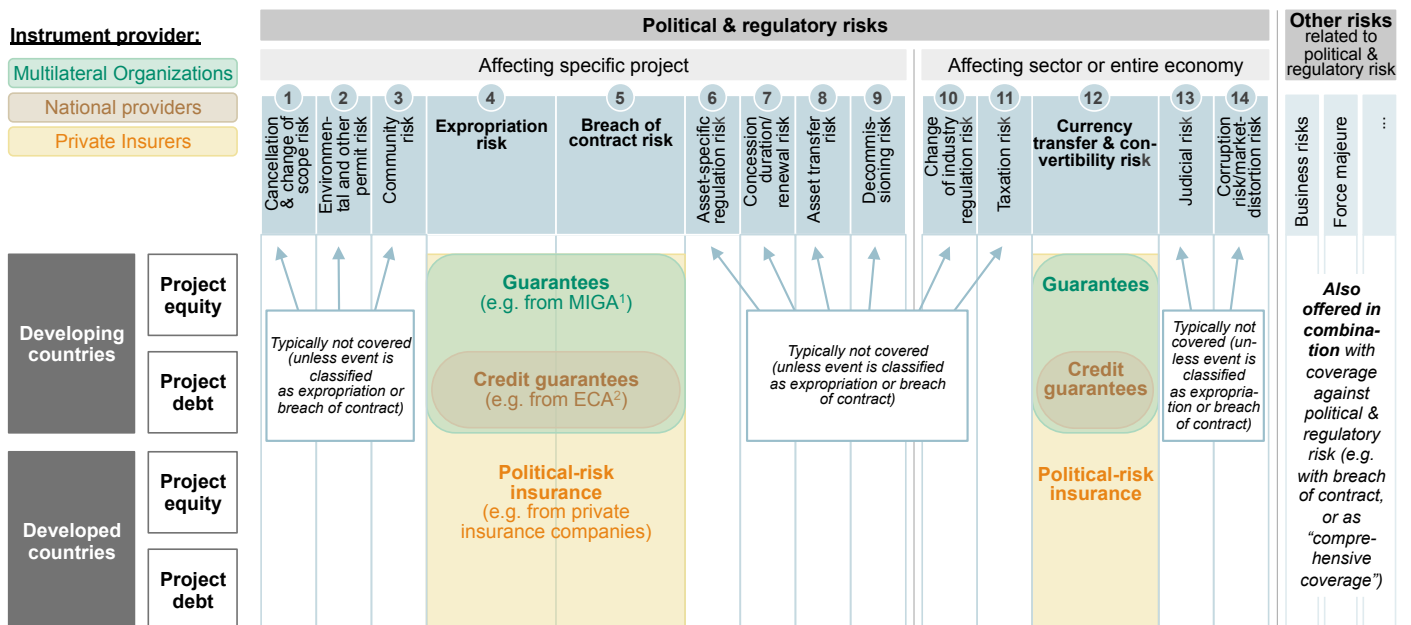 Instrument provider:
Multilateral Organizations
National providers
Private Insurers
Political & regulatory risks
Other risks
related to
political &
regulatory risk
Affecting specific project
Affecting sector or entire economy
1
Cancellation
& change of
scope risk
2
Environmen-
tal and other
permit risk
3
Community
risk
4
Expropriation
risk
5
Breach of
contract risk
6
Asset-specific
regulation risk
7
Concession
duration/
renewal risk
8
Asset transfer risk
9
Decommis-
sioning risk
10
Change
of industry
regulation risk
11
Taxation risk
12
Currency
transfer & con-
vertibility risk
13
Judicial risk
14
Corruption
risk/market-
distortion risk
Business risks
Force majeure
...
Developing
countries
Project
equity
Project
debt
Developed
countries
Project
equity
Project
debt
Typically not covered
(unless event is
classified
as expropriation or
breach of contract)
Guarantees
(e.g. from MIGA¹)
Credit guarantees
(e.g. from ECA²)
Political-risk
insurance
(e.g. from private
insurance companies)
Typically not covered
(unless event is classified
as expropriation or breach
of contract)
Guarantees
Credit
guarantees
Political-risk
insurance
Typically not
covered (un-
less event is
classified
as expropria-
tion or breach
of contract)
Also
offered in
combina-
tion with
coverage
against
political &
regulatory
risk (e.g.
with breach
of contract,
or as
“compre-
hensive
coverage”)